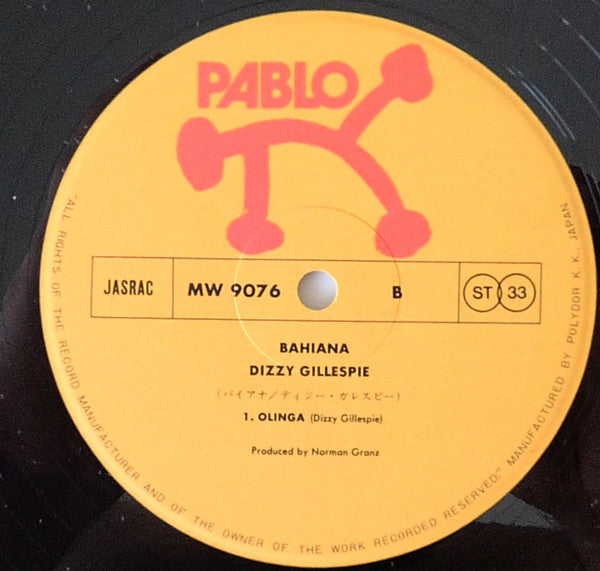 PABLO
JASRAC
MW 9076
B
ST 33
BAHIANA
DIZZY GILLESPIE
(バイアナ/ディジー・ガレスピー)
1. OLINGA (Dizzy Gillespie)
Produced by Norman Granz
"ALL RIGHTS OF THE RECORD MANUFACTURER AND OF THE OWNER OF THE WORK RECORDED RESERVED." MANUFACTURED BY POLYDOR K.K. JAPAN